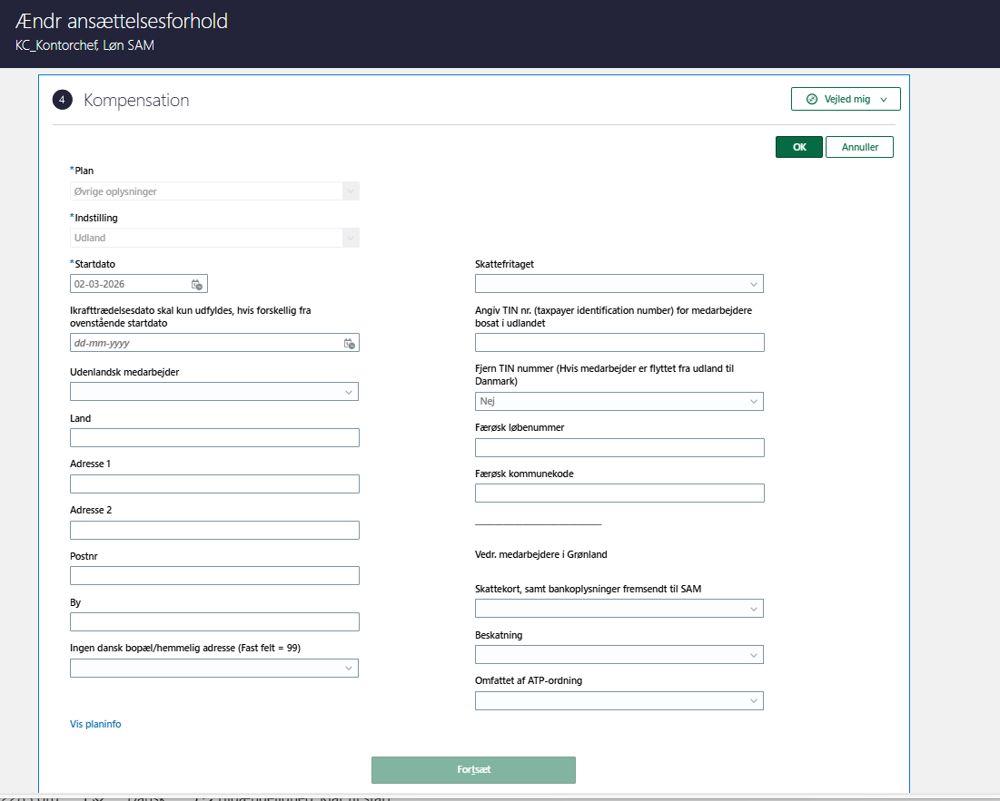 Ændr ansættelsesforhold
KC_Kontorchef, Løn SAM
4 Kompensation
Vejled mig
OK
Annuller
*Plan
Øvrige oplysninger
*Indstilling
Udland
*Startdato
02-03-2026
Ikrafttrædelsesdato skal kun udfyldes, hvis forskellig fra
ovenstående startdato
dd-mm-yyyy
Udenlandsk medarbejder
Land
Adresse 1
Adresse 2
Postnr
By
Ingen dansk bopæl/hemmelig adresse (Fast felt = 99)
Skattefritaget
Angiv TIN nr. (taxpayer identification number) for medarbejdere
bosat i udlandet
Fjern TIN nummer (Hvis medarbejder er flyttet fra udland til
Danmark)
Nej
Færøsk løbenummer
Færøsk kommunekode
Vedr. medarbejdere i Grønland
Skattekort, samt bankoplysninger fremsendt til SAM
Beskatning
Omfattet af ATP-ordning
Vis planinfo
Fortsæt